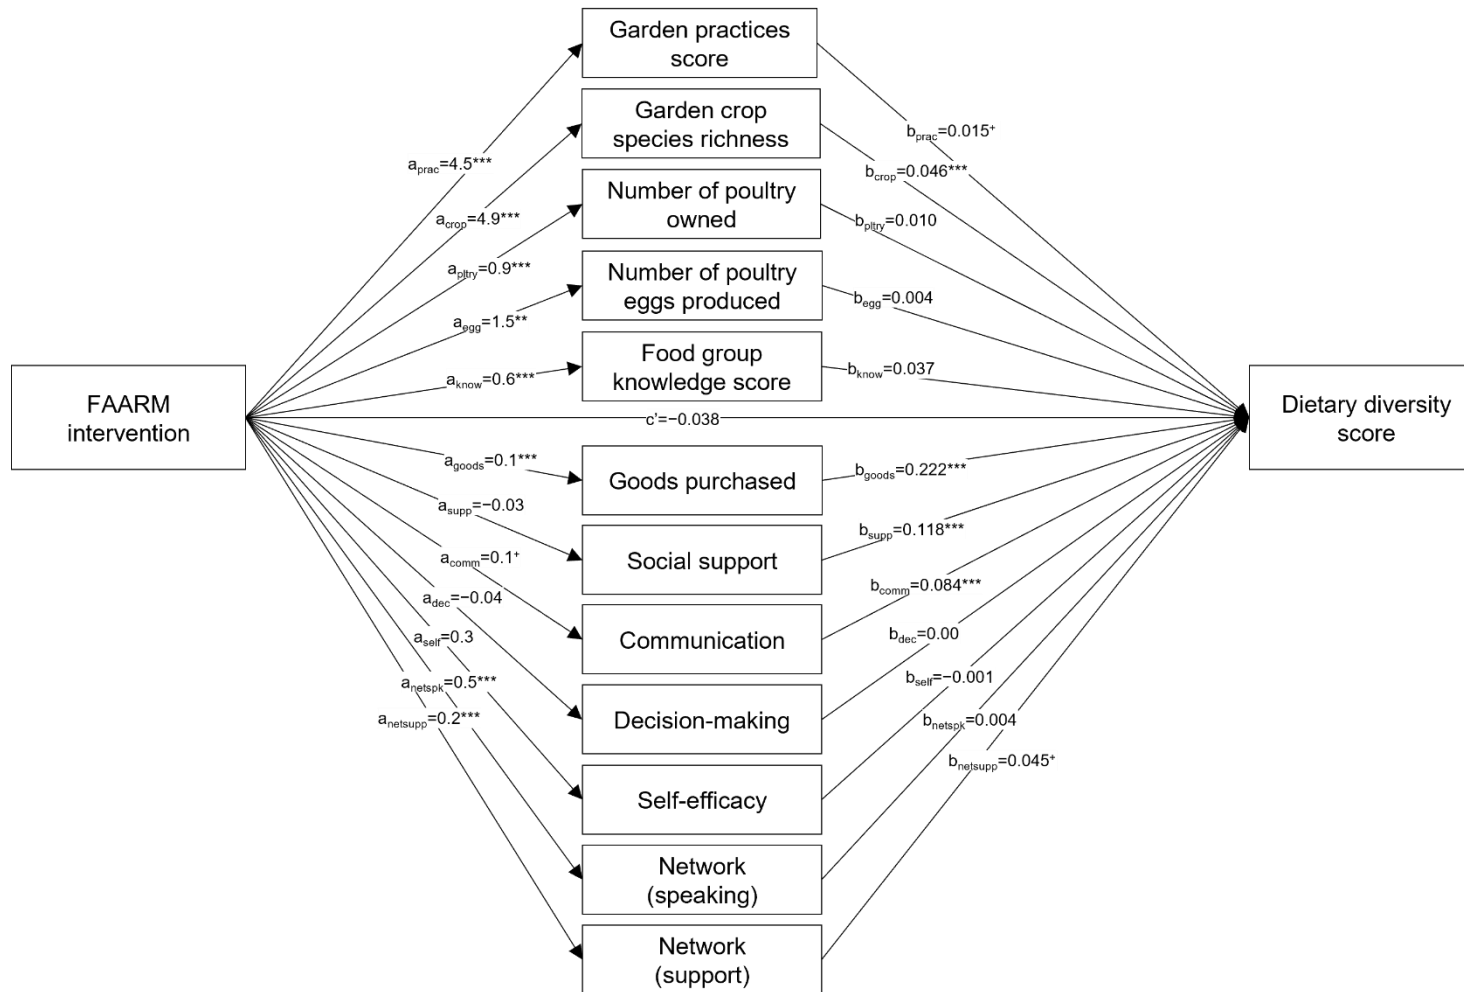 Garden practices
score
Garden crop
species richness
Number of poultry
owned
Number of poultry
eggs produced
Food group
knowledge score
Goods purchased
Social support
Communication
Decision-making
Self-efficacy
Network
(speaking)
Network
(support)
FAARM
intervention
Dietary diversity
score
aprac=4.5***
acrop=4.9***
apltry=0.9***
aegg=1.5**
aknow=0.6***
c’=−0.038
agoods=0.1***
asupp=−0.03
acomm=0.1+
adec=−0.04
aself=0.3
anetspk=0.5***
anetsupp=0.2***
bprac=0.015+
bcrop=0.046***
bpltry=0.010
begg=0.004
bknow=0.037
bgoods=0.222***
bsupp=0.118***
bcomm=0.084***
bdec=0.00
bself=−0.001
bnetspk=0.004
bnetsupp=0.045+